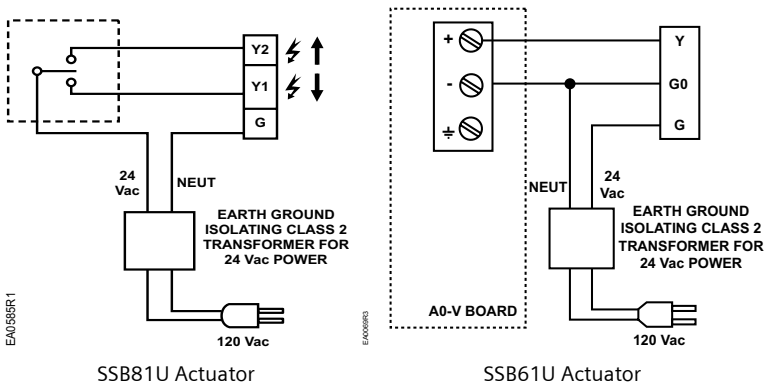 Y2
Y1
G
24
Vac
NEUT
EARTH GROUND
ISOLATING CLASS 2
TRANSFORMER FOR
24 Vac POWER
120 Vac
EA0585R1
SSB81U Actuator
+
-
Y
G0
G
NEUT
24
Vac
EARTH GROUND
ISOLATING CLASS 2
TRANSFORMER FOR
24 Vac POWER
A0-V BOARD
120 Vac
EA0069R3
SSB61U Actuator